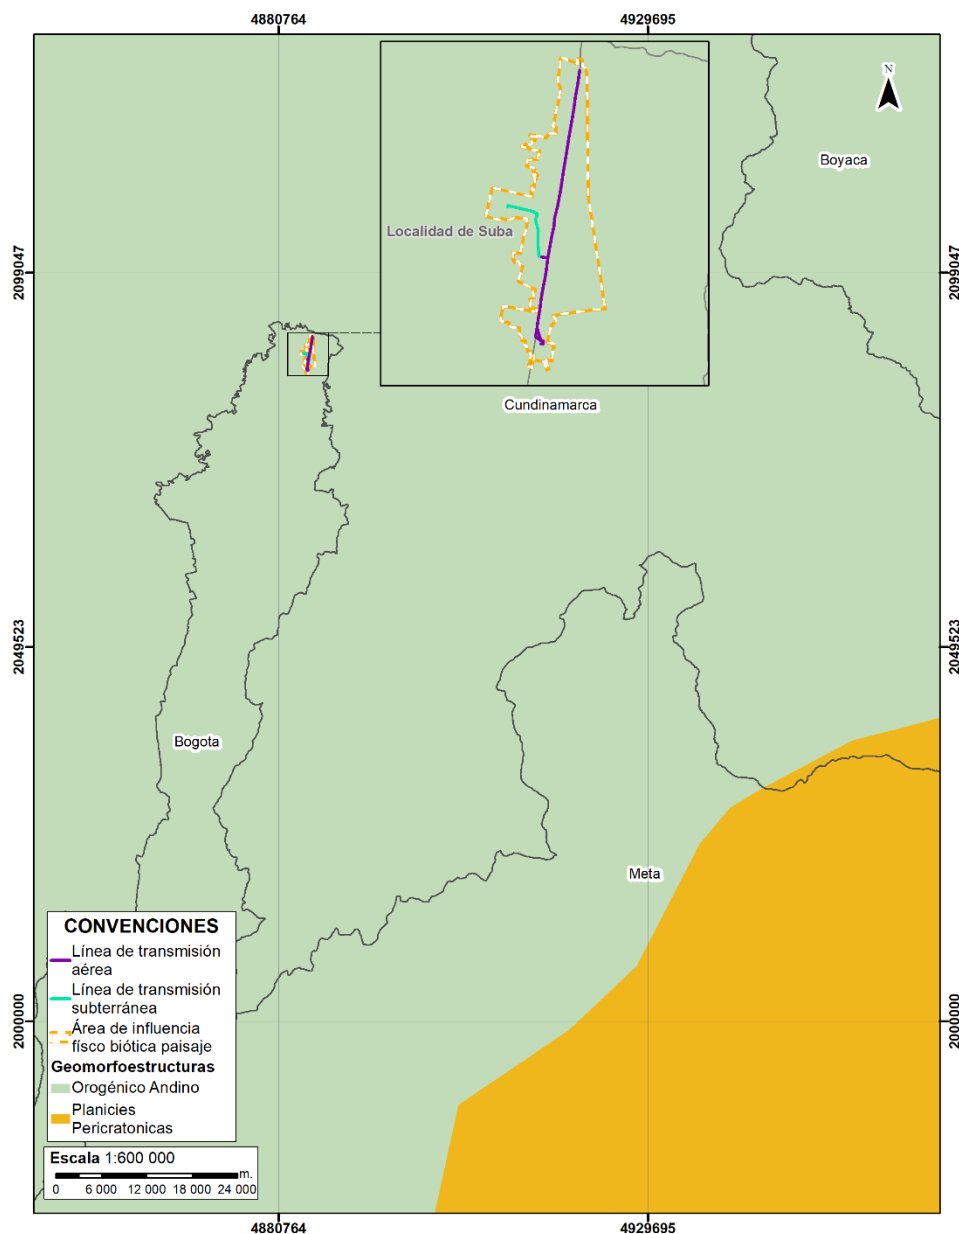 4880764
4929695
N
Boyaca
Localidad de Suba
2099047
2099047
Cundinamarca
2049523
2049523
Bogota
Meta
CONVENCIONES
Línea de transmisión
aérea
Línea de transmisión
subterránea
Área de influencia
físco biótica paisaje
Geomorfoestructuras
Orogénico Andino
Planicies
Pericratonicas
2000000
2000000
Escala 1:600 000
m.
0 6 000 12 000 18 000 24 000
4880764
4929695